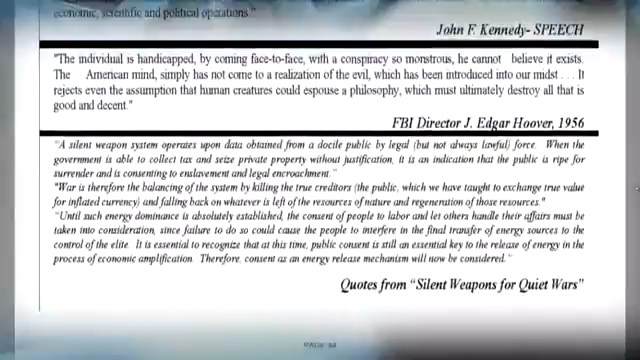 economic, scientific and political operations."
John F. Kennedy- SPEECH
"The individual is handicapped, by coming face-to-face, with a conspiracy so monstrous, he cannot believe it exists.
The American mind, simply has not come to a realization of the evil, which has been introduced into our midst . . . It
rejects even the assumption that human creatures could espouse a philosophy, which must ultimately destroy all that is
good and decent."
FBI Director J. Edgar Hoover, 1956
"A silent weapon system operates upon data obtained from a docile public by legal (but not always lawful) force. When the
government is able to collect tax and seize private property without justification, it is an indication that the public is ripe for
surrender and is consenting to enslavement and legal encroachment."
"War is therefore the balancing of the system by killing the true creditors (the public, which we have taught to exchange true value
for inflated currency) and falling back on whatever is left of the resources of nature and regeneration of those resources."
"Until such energy dominance is absolutely established, the consent of people to labor and let others handle their affairs must be
taken into consideration, since failure to do so could cause the people to interfere in the final transfer of energy sources to the
control of the elite. It is essential to recognize that at this time, public consent is still an essential key to the release of energy in the
process of economic amplification. Therefore, consent as an energy release mechanism will now be considered."
Quotes from "Silent Weapons for Quiet Wars"